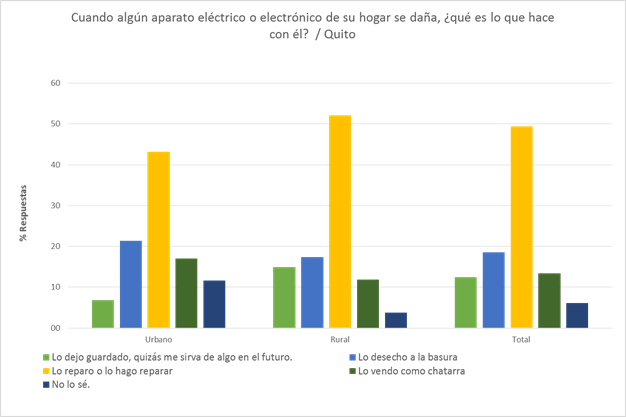 Cuando algún aparato eléctrico o electrónico de su hogar se daña, ¿qué es lo que hace
con él? / Quito
60
50
40
30
20
10
00
% Respuestas
Urbano
Rural
Total
Lo dejo guardado, quizás me sirva de algo en el futuro.
Lo desecho a la basura
Lo reparo o lo hago reparar
Lo vendo como chatarra
No lo sé.